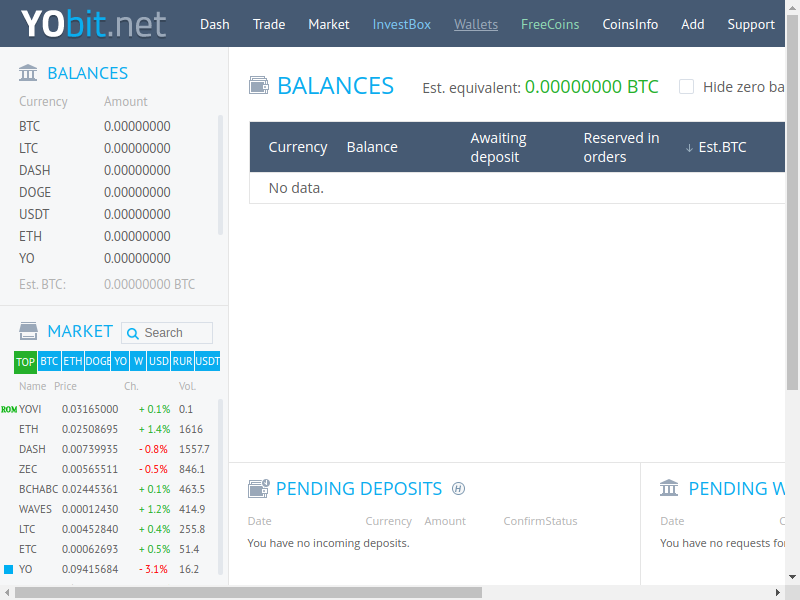 YObit.net Dash Trade Market InvestBox Wallets FreeCoins CoinsInfo Add Support
BALANCES
Currency Amount
BTC 0.00000000
LTC 0.00000000
DASH 0.00000000
DOGE 0.00000000
USDT 0.00000000
ETH 0.00000000
YO 0.00000000
Est. BTC: 0.00000000 BTC
MARKET Search
TOP BTC ETH DOGE YO W USD RUR USDT
Name Price Ch. Vol.
ROM YOVI 0.03165000 + 0.1% 0.1
ETH 0.02508695 + 1.4% 1616
DASH 0.00739935 - 0.8% 1557.7
ZEC 0.00565511 - 0.5% 846.1
BCHABC 0.02445361 + 0.1% 463.5
WAVES 0.00012430 + 1.2% 414.9
LTC 0.00452840 + 0.4% 255.8
ETC 0.00062693 + 0.5% 51.4
YO 0.09415684 - 3.1% 16.2
BALANCES Est. equivalent: 0.00000000 BTC Hide zero ba
Currency Balance Awaiting deposit Reserved in orders ↓ Est.BTC
No data.
PENDING DEPOSITS H
Date Currency Amount ConfirmStatus
You have no incoming deposits.
PENDING W
Date C
You have no requests for